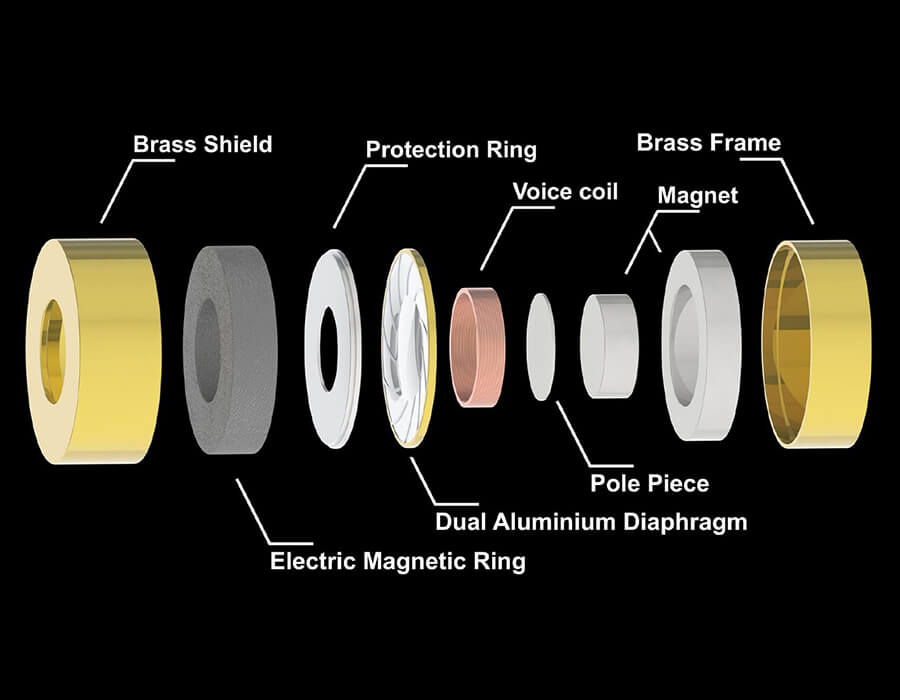 Brass Shield
Protection Ring
Brass Frame
Voice coil
Magnet
Pole Piece
Dual Aluminium Diaphragm
Electric Magnetic Ring